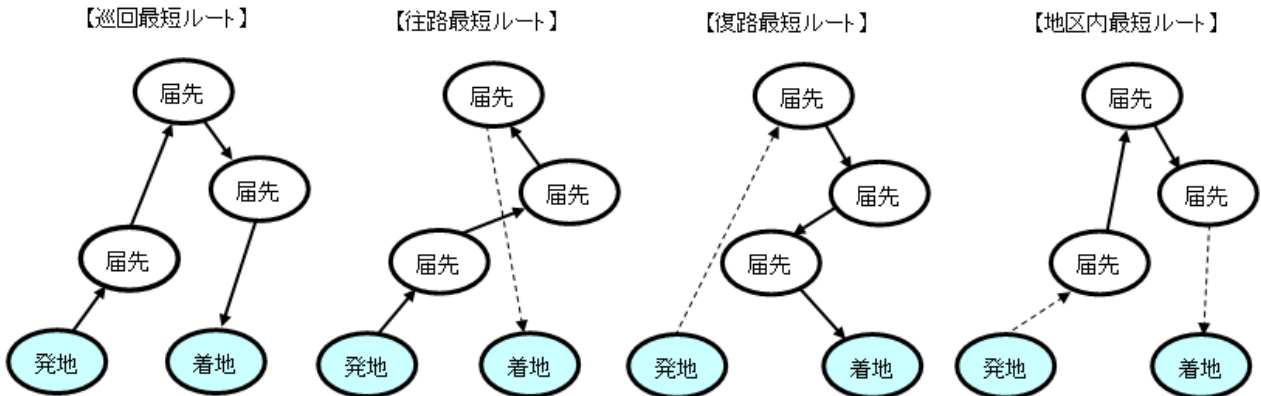 【巡回最短ルート】
届先
届先
届先
発地
着地
【往路最短ルート】
届先
届先
届先
発地
着地
【復路最短ルート】
届先
届先
届先
発地
着地
【地区内最短ルート】
届先
届先
届先
発地
着地